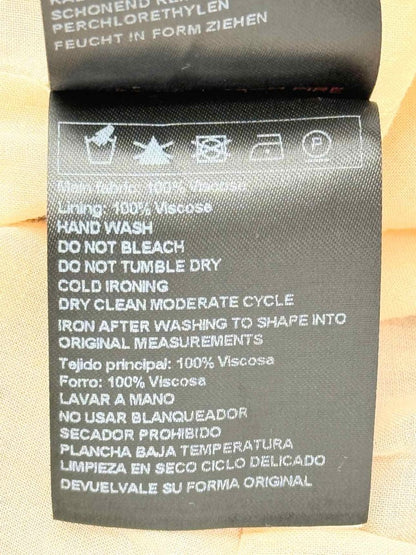 SCHONEND
PERCHLORETHYLEN
FEUCHT IN FORM ZIEHEN
P
Main fabric: 100% Viscose
Lining: 100% Viscose
HAND WASH
DO NOT BLEACH
DO NOT TUMBLE DRY
COLD IRONING
DRY CLEAN MODERATE CYCLE
IRON AFTER WASHING TO SHAPE INTO
ORIGINAL MEASUREMENTS
Tejido principal: 100% Viscosa
Forro: 100% Viscosa
LAVAR A MANO
NO USAR BLANQUEADOR
SECADOR PROHIBIDO
PLANCHA BAJA TEMPERATURA
LIMPIEZA EN SECO CICLO DELICADO
DEVUELVALE SU FORMA ORIGINAL